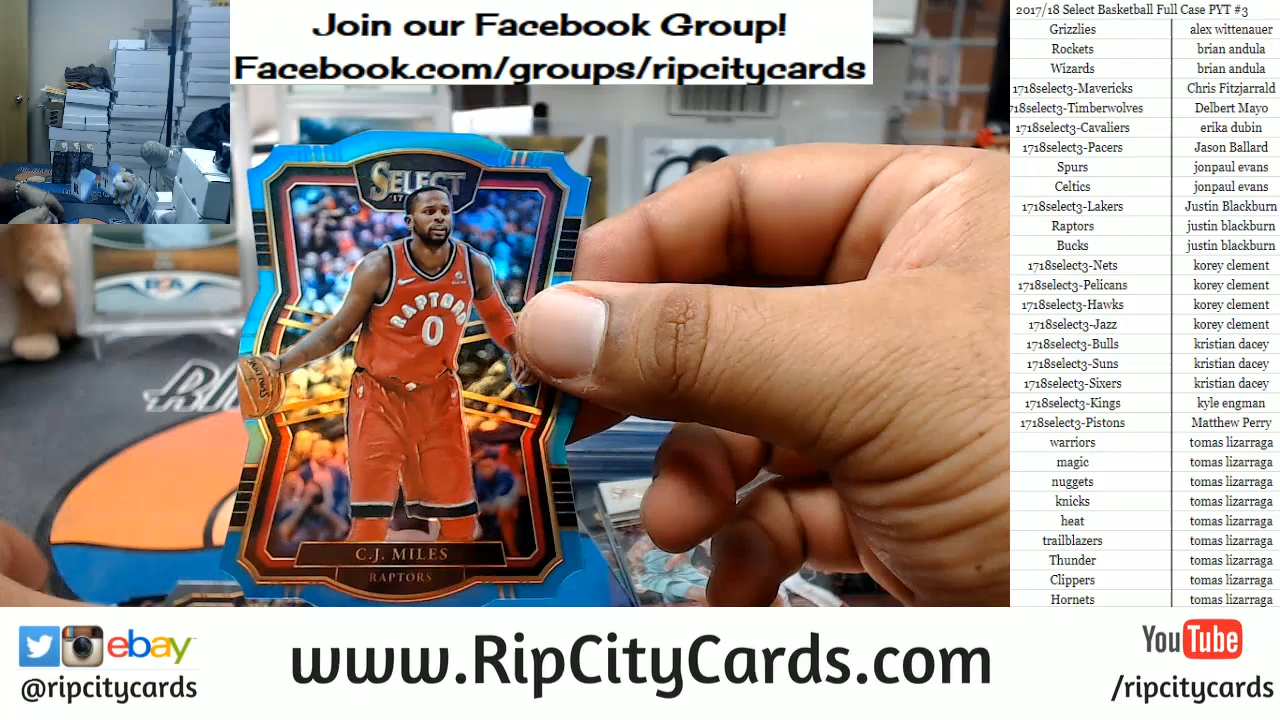 Join our Facebook Group!
Facebook.com/groups/ripcitycards
SELECT
'17
RAPTORS
0
C.J. MILES
RAPTORS
2017/18 Select Basketball Full Case PYT #3
Grizzlies alex wittenauer
Rockets brian andula
Wizards brian andula
1718select3-Mavericks Chris Fitzjarrald
718select3-Timberwolves Delbert Mayo
1718select3-Cavaliers erika dubin
1718select3-Pacers Jason Ballard
Spurs jonpaul evans
Celtics jonpaul evans
1718select3-Lakers Justin Blackburn
Raptors justin blackburn
Bucks justin blackburn
1718select3-Nets korey clement
1718select3-Pelicans korey clement
1718select3-Hawks korey clement
1718select3-Jazz korey clement
1718select3-Bulls kristian dacey
1718select3-Suns kristian dacey
1718select3-Sixers kristian dacey
1718select3-Kings kyle engman
1718select3-Pistons Matthew Perry
warriors tomas lizarraga
magic tomas lizarraga
nuggets tomas lizarraga
knicks tomas lizarraga
heat tomas lizarraga
trailblazers tomas lizarraga
Thunder tomas lizarraga
Clippers tomas lizarraga
Hornets tomas lizarraga
ebay
@ripcitycards
www.RipCityCards.com
YouTube
/ripcitycards